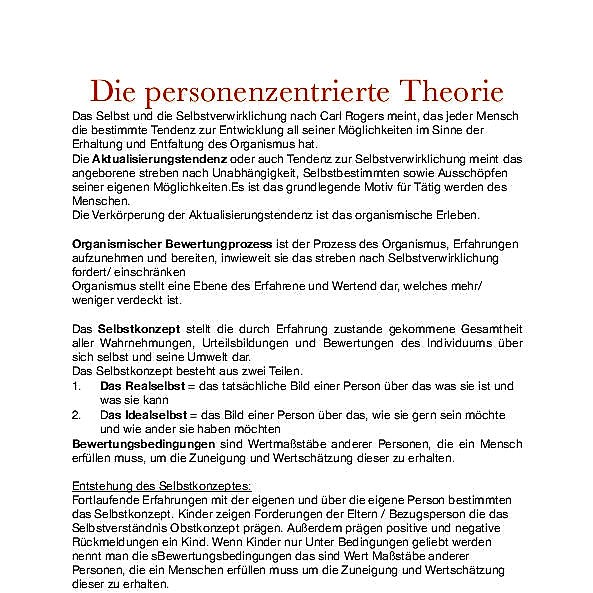 Die personenzentrierte Theorie
Das Selbst und die Selbstverwirklichung nach Carl Rogers meint, das jeder Mensch
die bestimmte Tendenz zur Entwicklung all seiner Möglichkeiten im Sinne der
Erhaltung und Entfaltung des Organismus hat.
Die Aktualisierungstendenz oder auch Tendenz zur Selbstverwirklichung meint das
angeborene streben nach Unabhängigkeit, Selbstbestimmten sowie Ausschöpfen
seiner eigenen Möglichkeiten.Es ist das grundlegende Motiv für Tätig werden des
Menschen.
Die Verkörperung der Aktualisierungstendenz ist das organismische Erleben.
Organismischer Bewertungprozess ist der Prozess des Organismus, Erfahrungen
aufzunehmen und bereiten, inwieweit sie das streben nach Selbstverwirklichung
fordert/ einschränken
Organismus stellt eine Ebene des Erfahrene und Wertend dar, welches mehr/
weniger verdeckt ist.
Das Selbstkonzept stellt die durch Erfahrung zustande gekommene Gesamtheit
aller Wahrnehmungen, Urteilsbildungen und Bewertungen des Individuums über
sich selbst und seine Umwelt dar.
Das Selbstkonzept besteht aus zwei Teilen.
1. Das Realselbst = das tatsächliche Bild einer Person über das was sie ist und
was sie kann
2. Das Idealselbst = das Bild einer Person über das, wie sie gern sein möchte
und wie ander sie haben möchten
Bewertungsbedingungen sind Wertmaßstäbe anderer Personen, die ein Mensch
erfüllen muss, um die Zuneigung und Wertschätzung dieser zu erhalten.
Entstehung des Selbstkonzeptes:
Fortlaufende Erfahrungen mit der eigenen und über die eigene Person bestimmten
das Selbstkonzept. Kinder zeigen Forderungen der Eltern / Bezugsperson die das
Selbstverständnis Obstkonzept prägen. Außerdem prägen positive und negative
Rückmeldungen ein Kind. Wenn Kinder nur Unter Bedingungen geliebt werden
nennt man die sBewertungsbedingungen das sind Wert Maßstäbe anderer
Personen, die ein Menschen erfüllen muss um die Zuneigung und Wertschätzung
dieser zu erhalten.